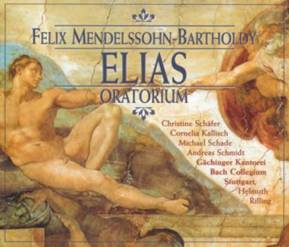 FELIX MENDELSSOHN-BARTHOLDY
ELIAS
ORATORIUM
Christine Schäfer
Cornelia Kallisch
Michael Schade
Andreas Schmidt
Gächinger Kantorei
Bach Collegium
Stuttgart,
Helmuth
Rilling